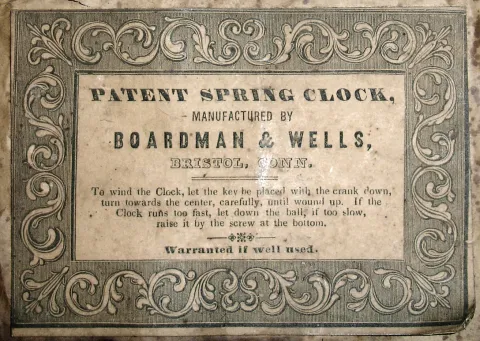 PATENT SPRING CLOCK,
MANUFACTURED BY
BOARDMAN & WELLS,
BRISTOL, CONN.
To wind the Clock, let the key be placed with the crank down,
turn towards the center, carefully, until wound up. If the
Clock runs too fast, let down the ball, if too slow,
raise it by the screw at the bottom.
Warranted if well used.